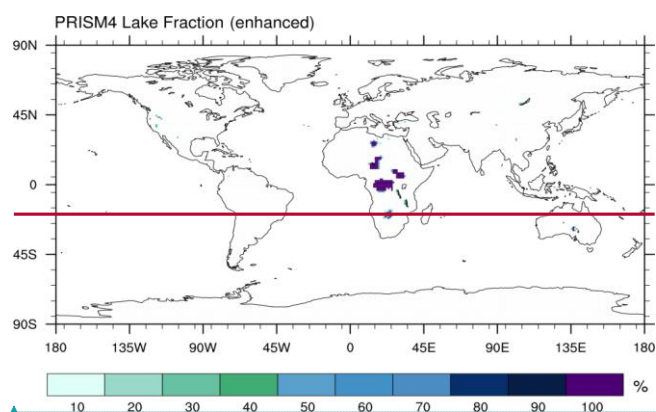 PRISM4 Lake Fraction (enhanced)
90N
45N
0
45S
90S
180 135W 90W 45W 0 45E 90E 135E 180
%
10 20 30 40 50 60 70 80 90 100